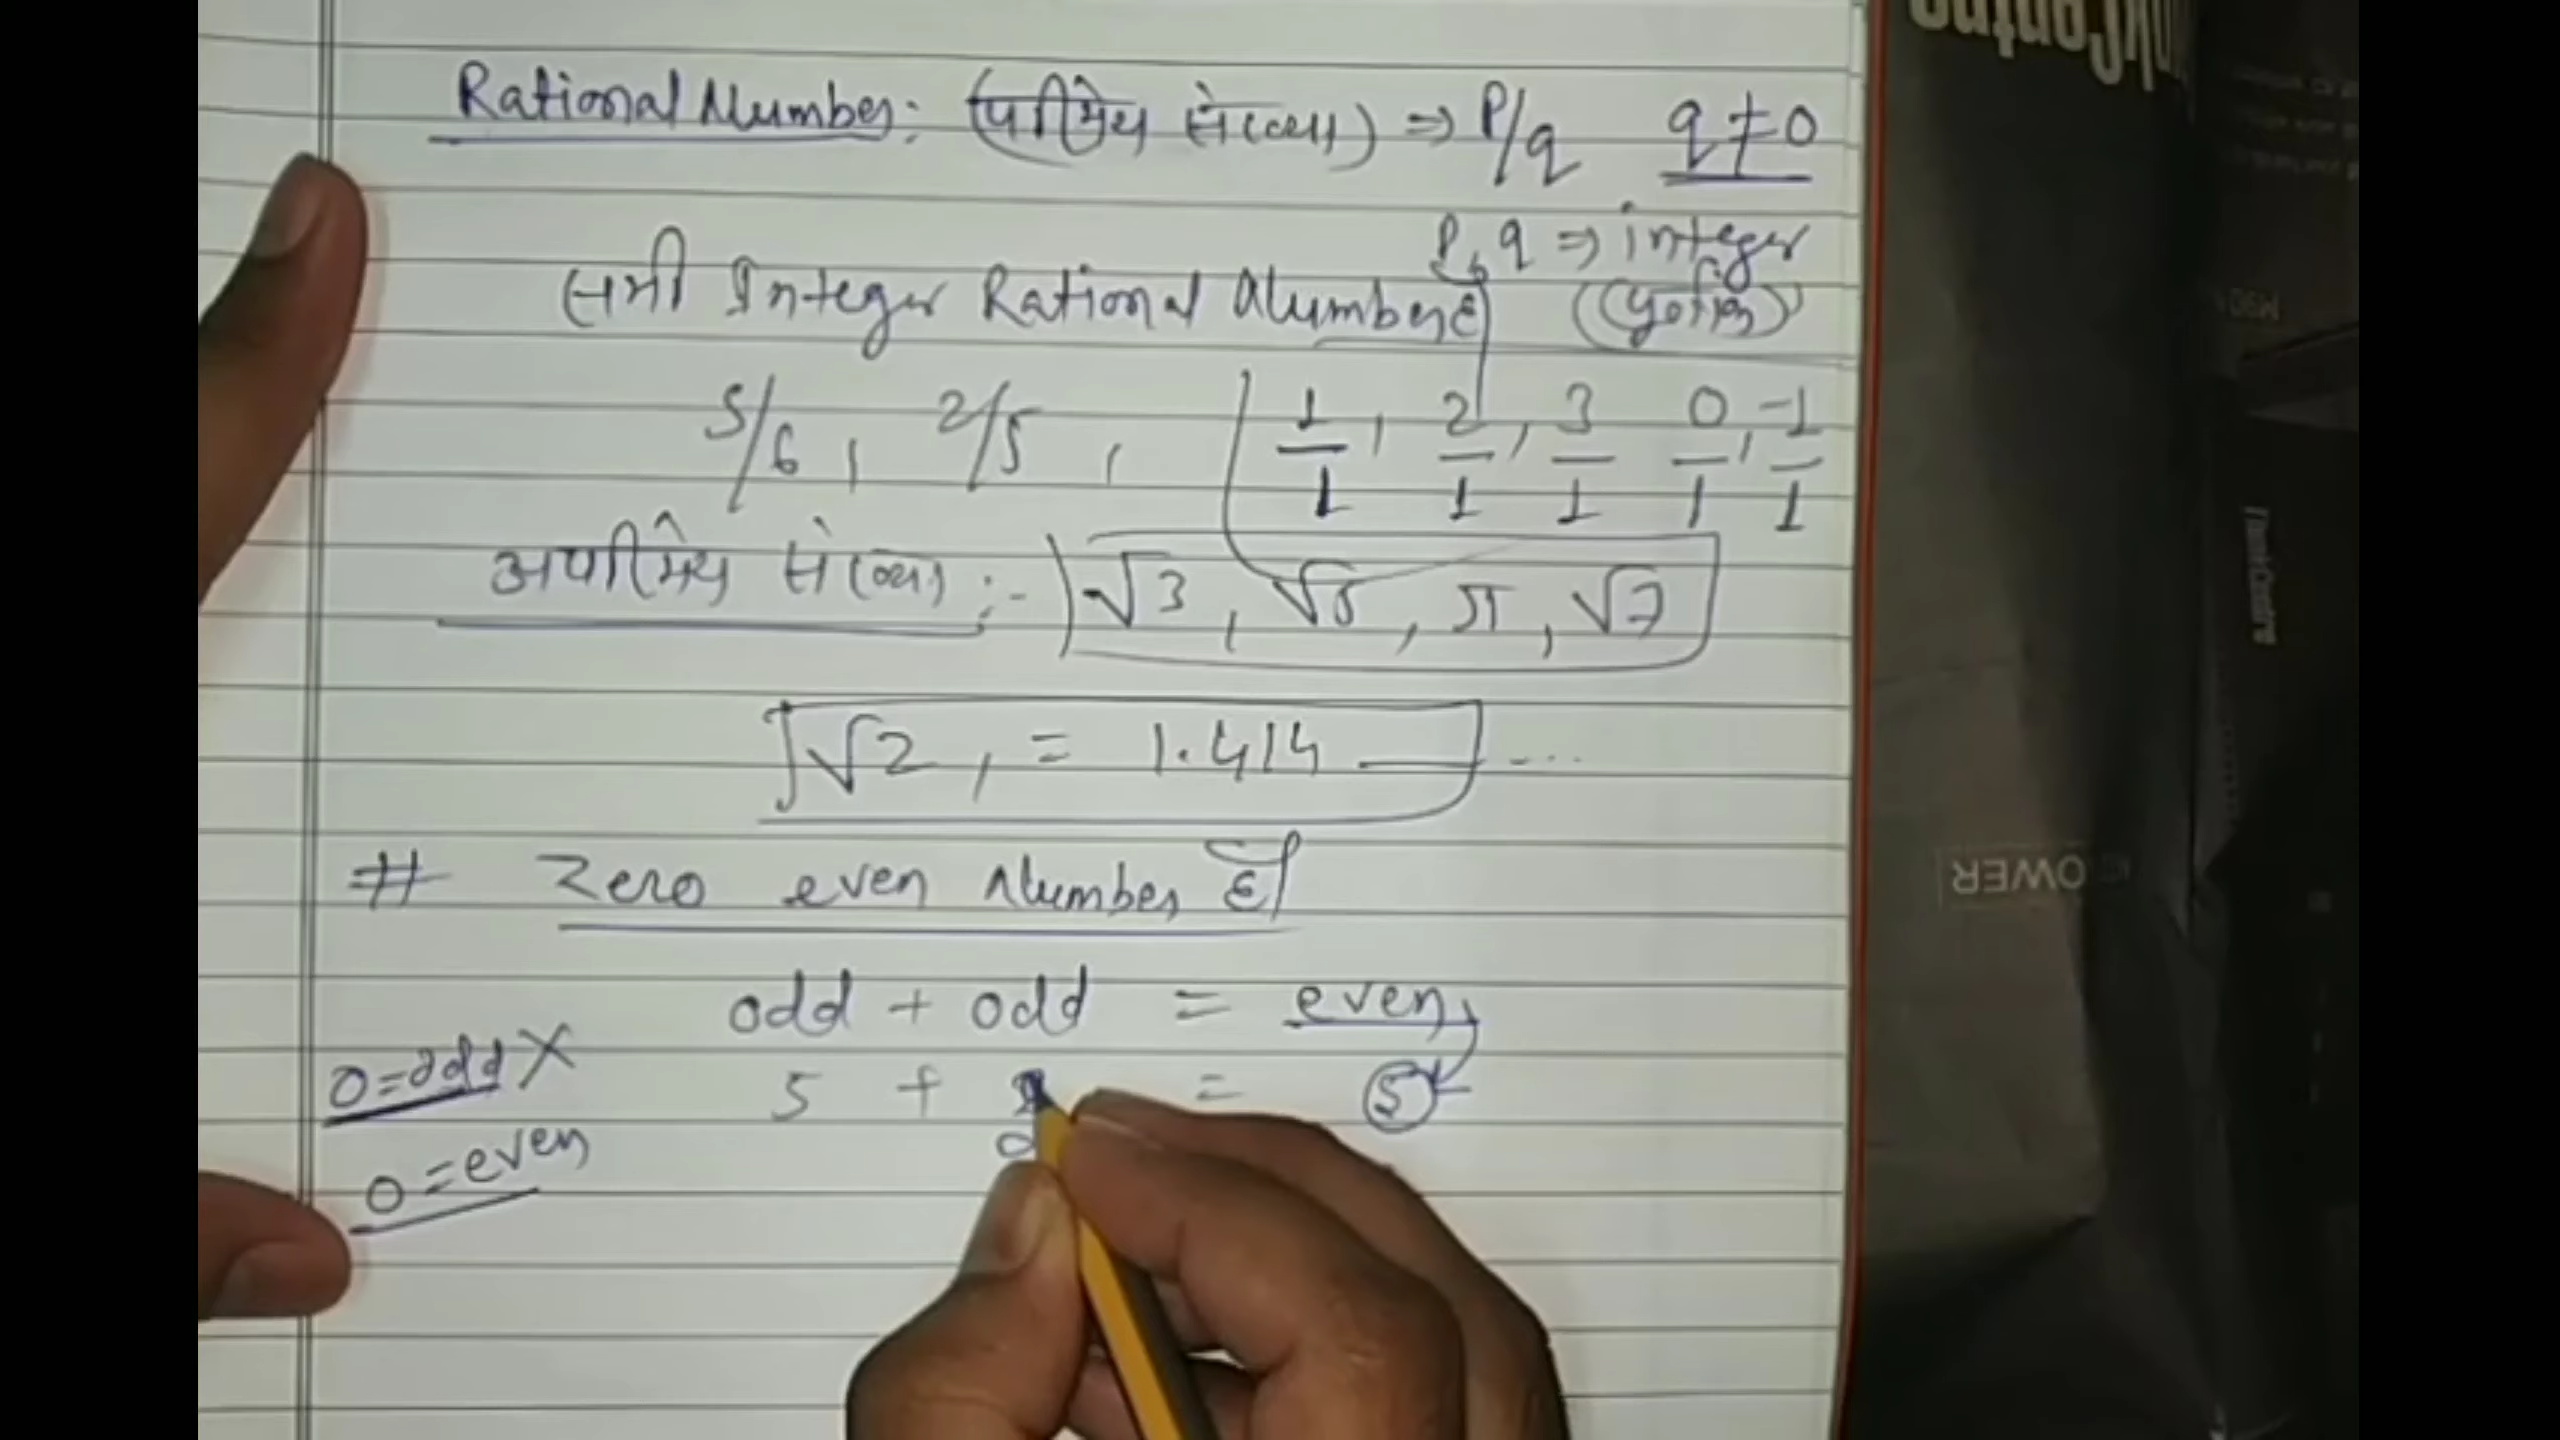 Rational Number: (परिमेय संख्या) ⇒ P/q q ≠ 0
P, q ⇒ integer
सभी Integer Rational Number है (पूर्णांक)
5/6, 2/5, 1/1, 2/1, 3/1 0/1, -1/1
अपरिमेय संख्या :- √3, √5, π, √7
√2, = 1.414 ...
# Zero even Number है
odd + odd = even
0=odd X
5 + = 5
0
0=even
OWER
ThinkCentre